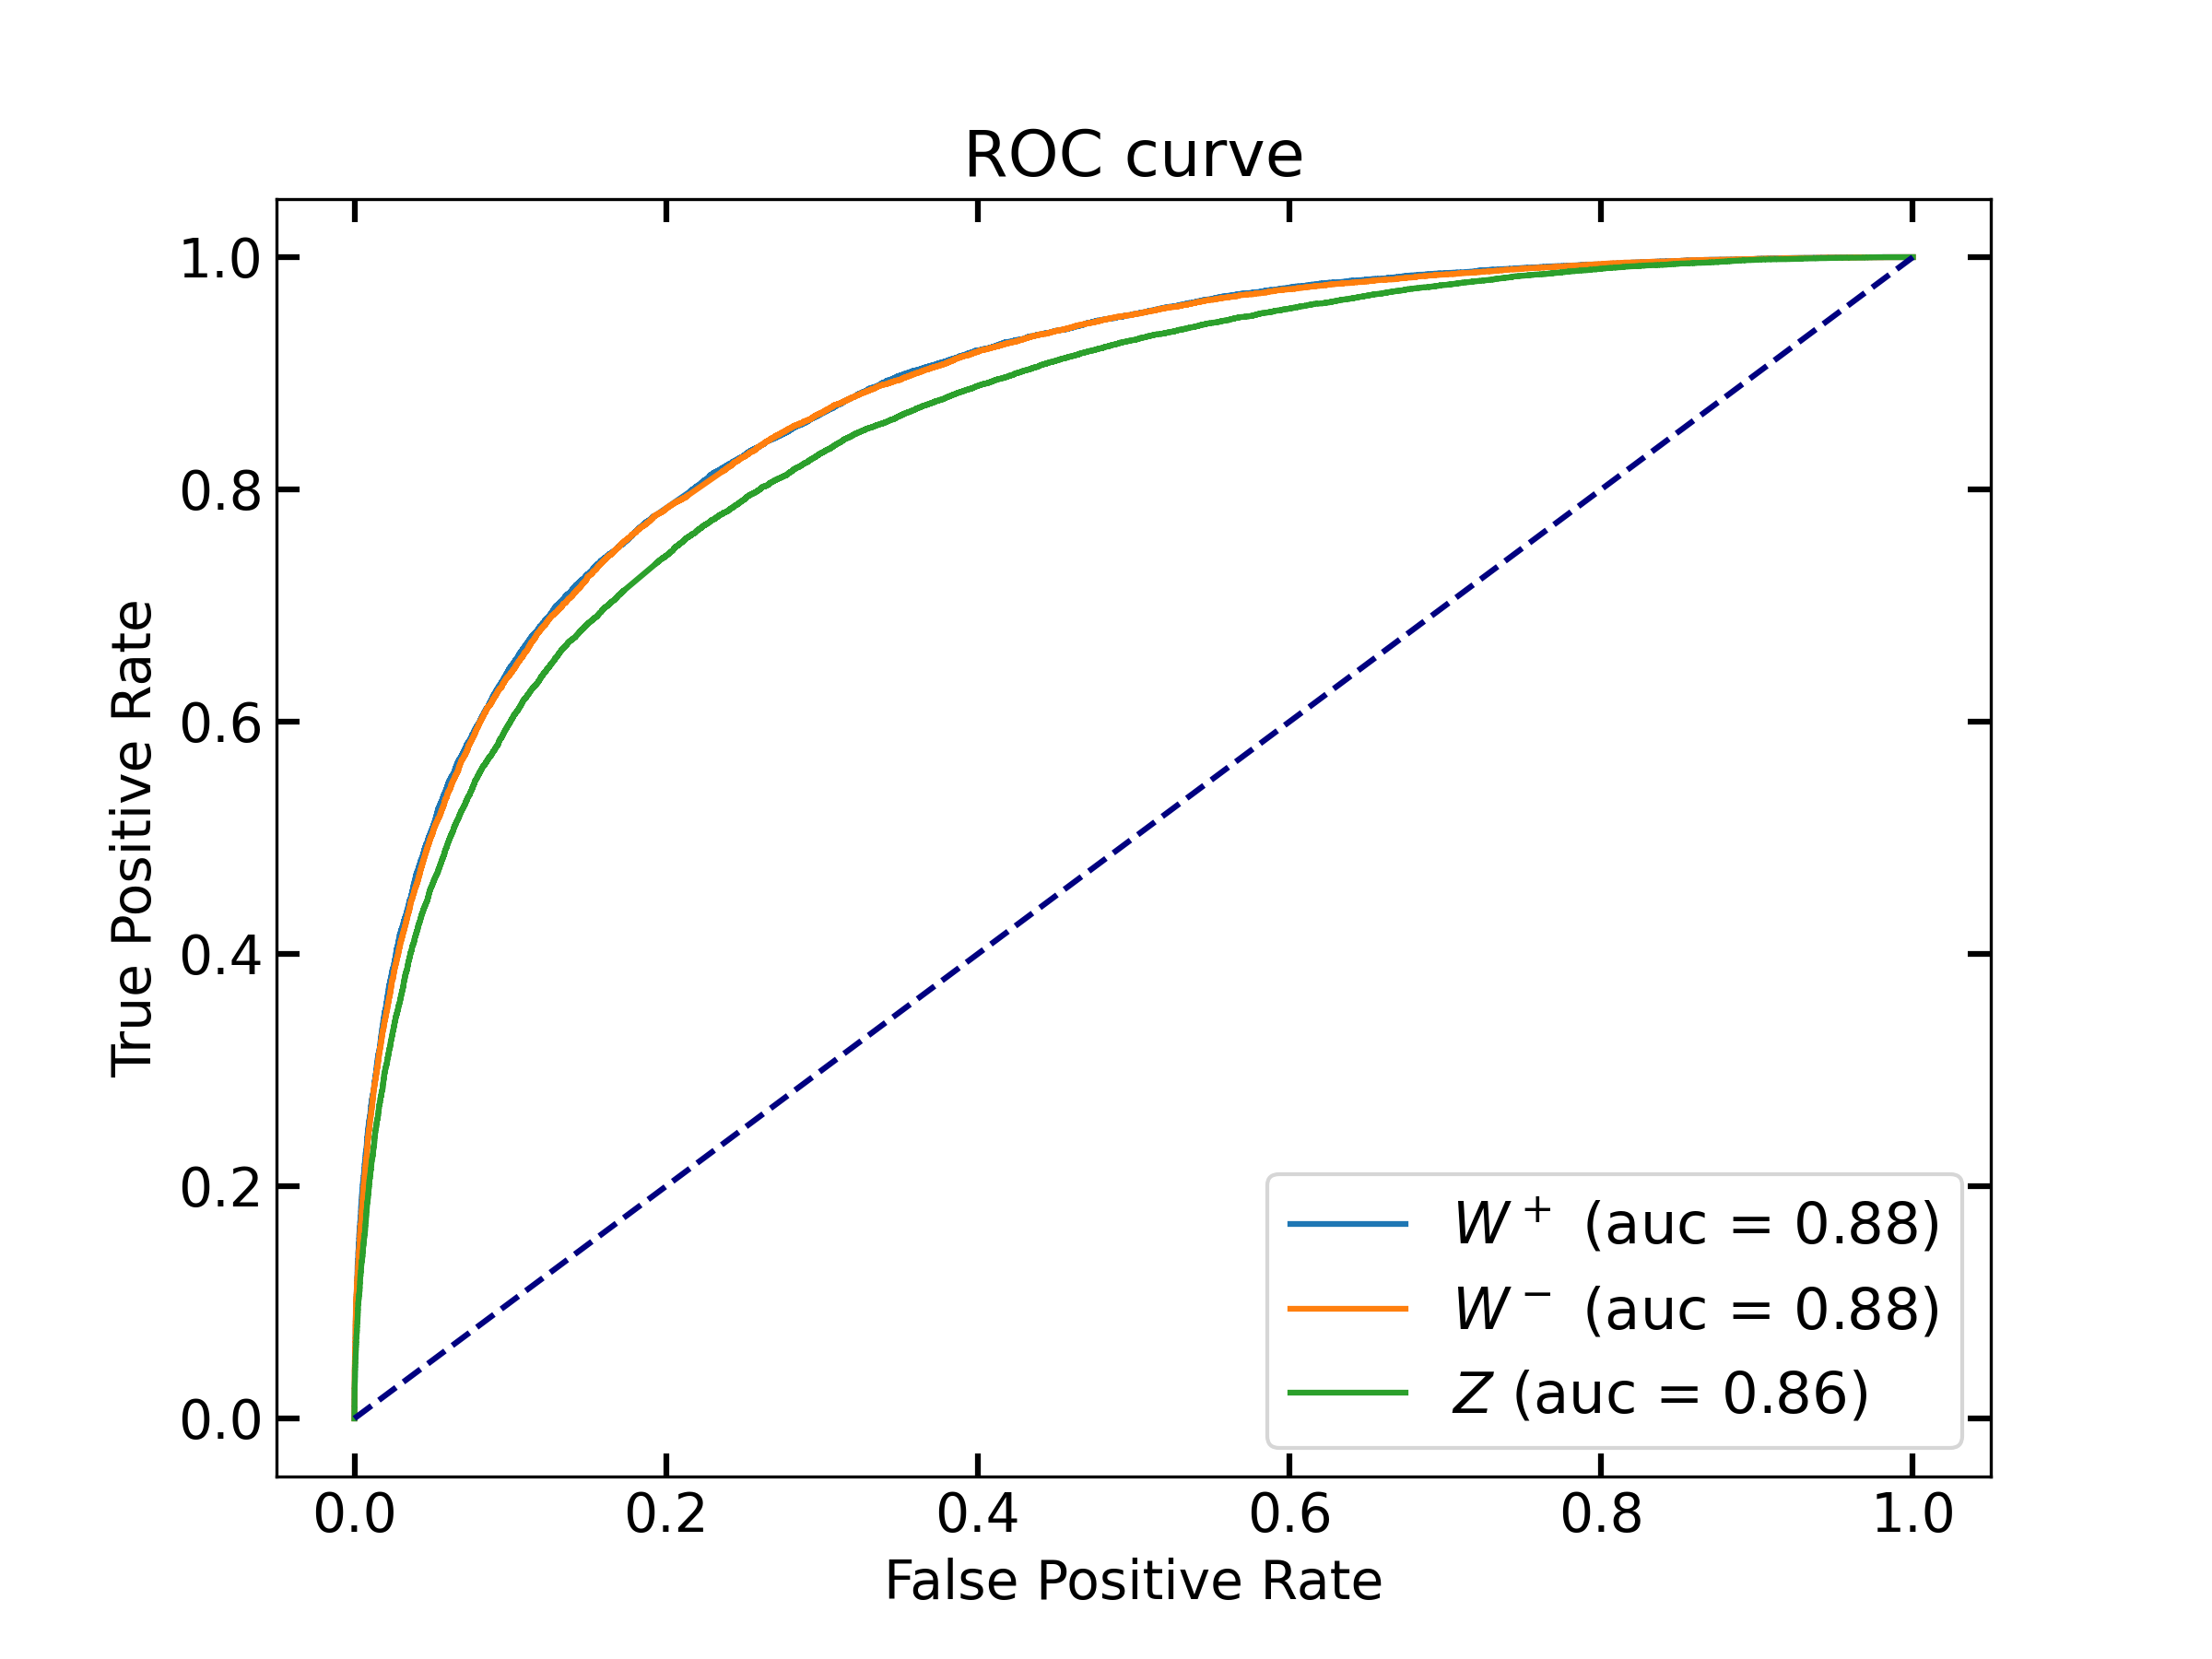 ROC curve
True Positive Rate
1.0
0.8
0.6
0.4
0.2
0.0
W⁺ (auc = 0.88)
W⁻ (auc = 0.88)
Z (auc = 0.86)
0.0 0.2 0.4 0.6 0.8 1.0
False Positive Rate